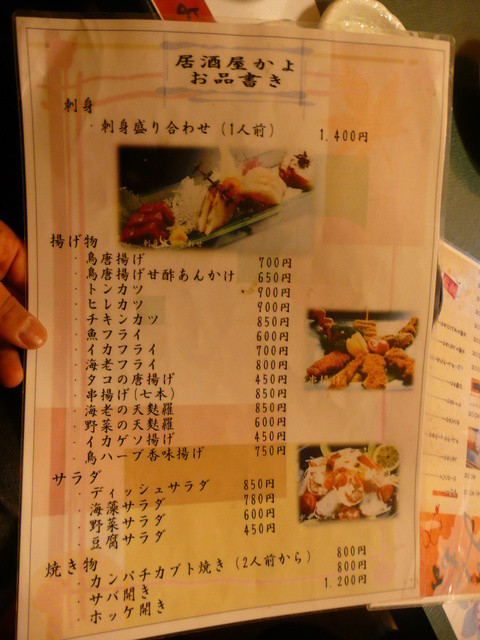 居酒屋かよ
お品書き
刺身
・刺身盛り合わせ（1人前） 1.400円
揚げ物
・鳥唐揚げ 700円
・鳥唐揚げ甘酢あんかけ 650円
・トンカツ 900円
・ヒレカツ 900円
・チキンカツ 850円
・魚フライ 600円
・イカフライ 700円
・海老フライ 800円
・タコの唐揚げ 450円
・串揚げ（七本） 850円
・海老の天麩羅 850円
・野菜の天麩羅 600円
・イカゲソ揚げ 450円
・鳥ハーブ香味揚げ 750円
サラダ
・ディッシュサラダ 850円
・海藻サラダ 780円
・野菜サラダ 600円
・豆腐サラダ 450円
焼き物
・カンパチカブト焼き（2人前から） 800円
・サバ開き 800円
・ホッケ開き 1.200円